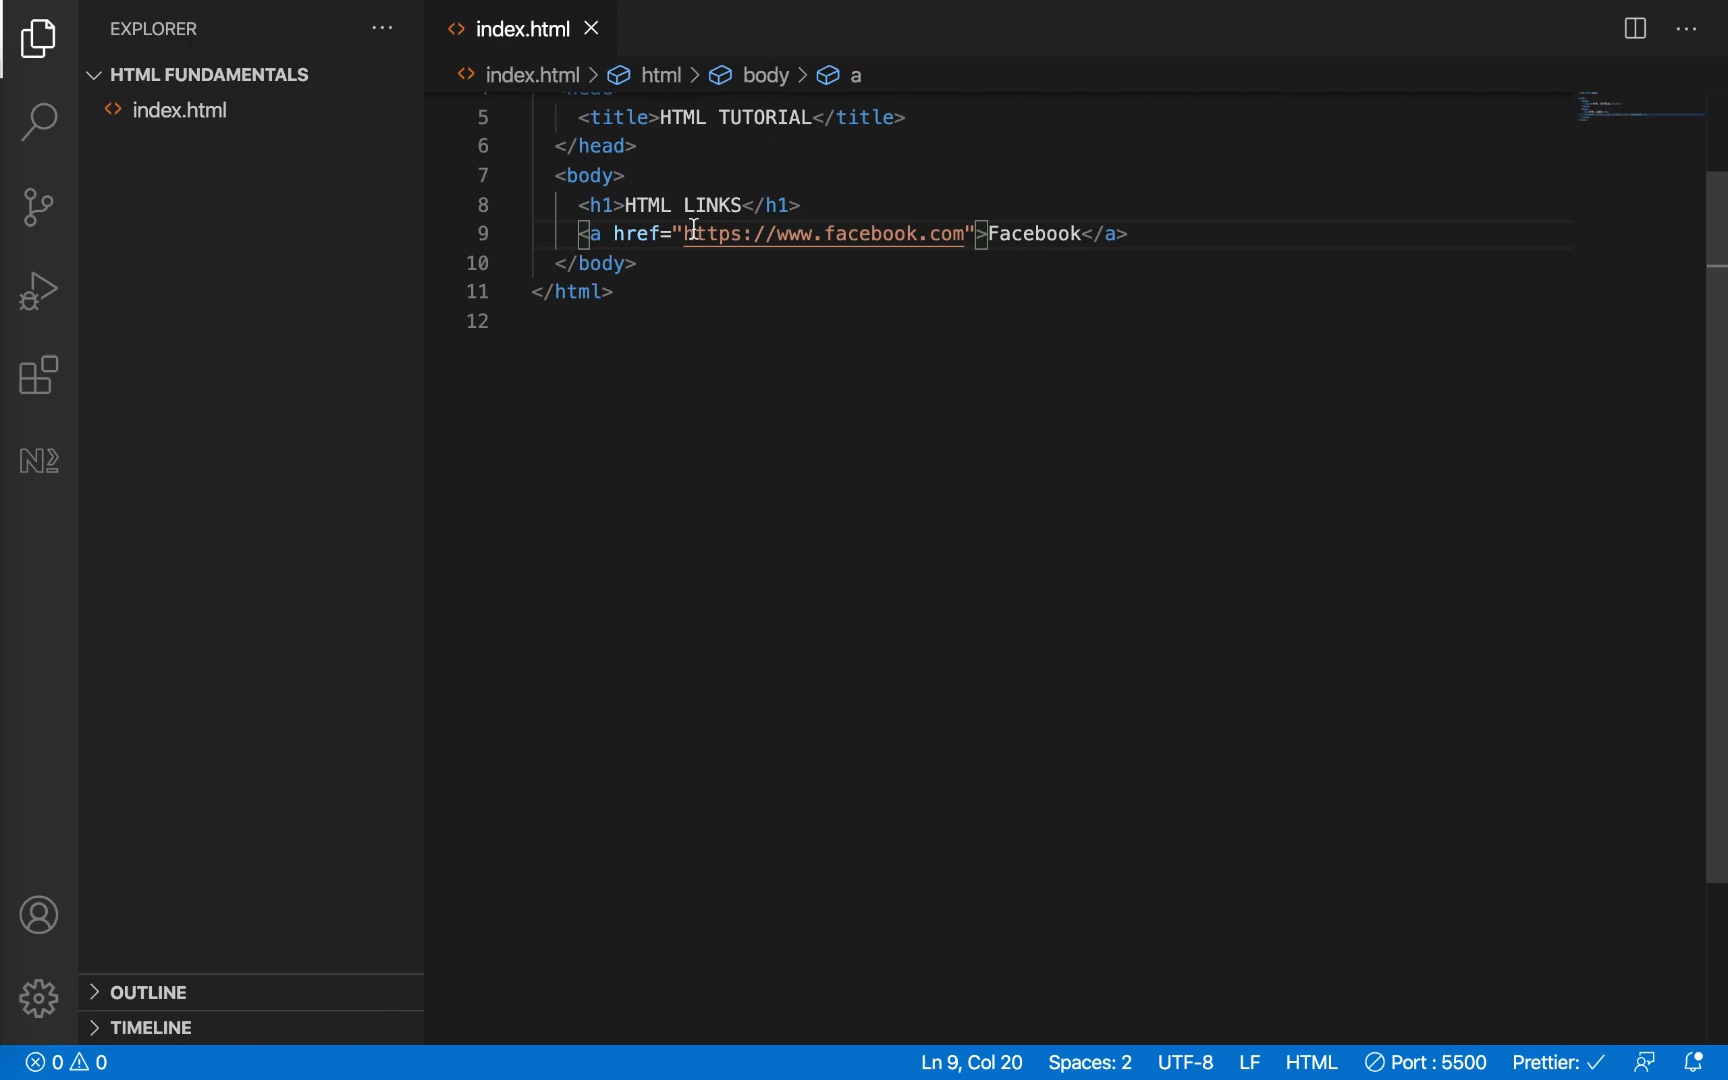 EXPLORER
HTML FUNDAMENTALS
index.html
OUTLINE
TIMELINE
index.html
index.html > html > body > a
5 <title>HTML TUTORIAL</title>
6 </head>
7 <body>
8 <h1>HTML LINKS</h1>
9 <a href="https://www.facebook.com">Facebook</a>
10 </body>
11 </html>
12
0 0 Ln 9, Col 20 Spaces: 2 UTF-8 LF HTML Port : 5500 Prettier: ✓